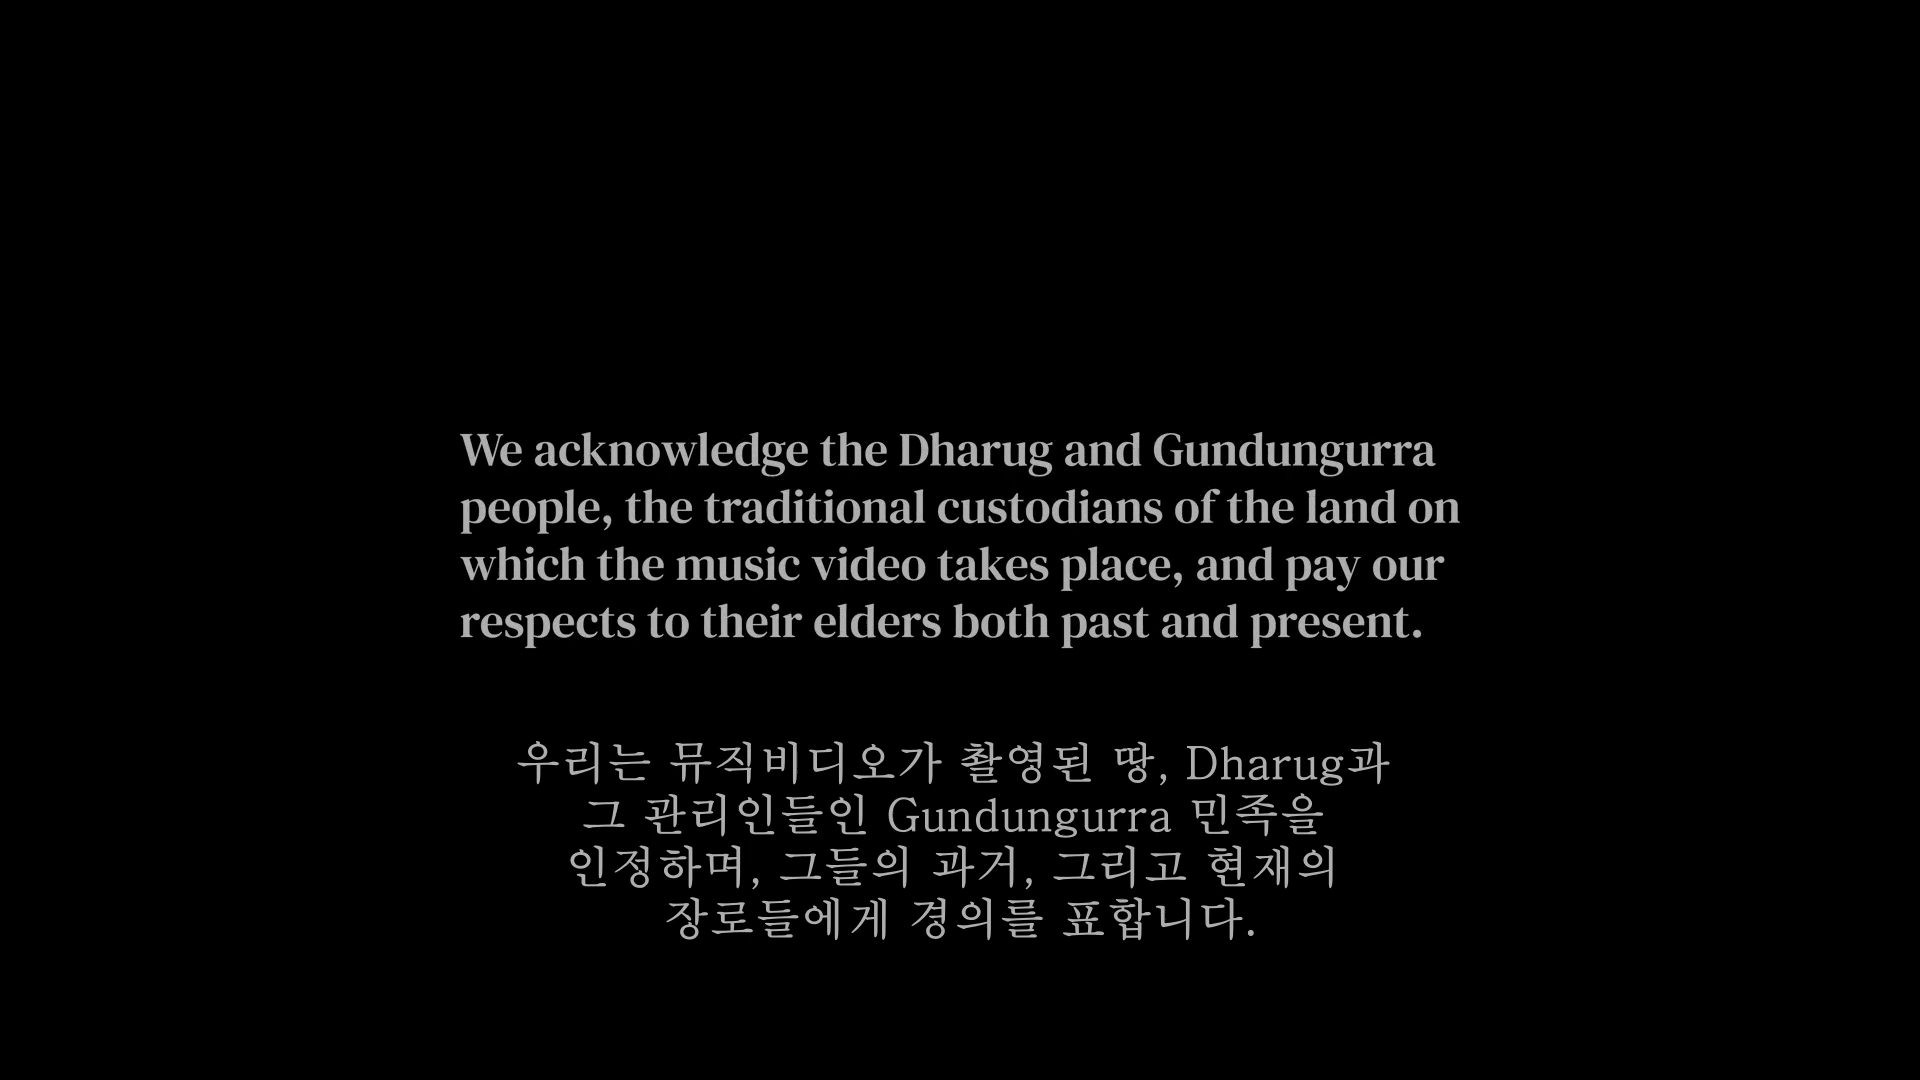 We acknowledge the Dharug and Gundungurra
people, the traditional custodians of the land on
which the music video takes place, and pay our
respects to their elders both past and present.
우리는 뮤직비디오가 촬영된 땅, Dharug과
그 관리인들인 Gundungurra 민족을
인정하며, 그들의 과거, 그리고 현재의
장로들에게 경의를 표합니다.